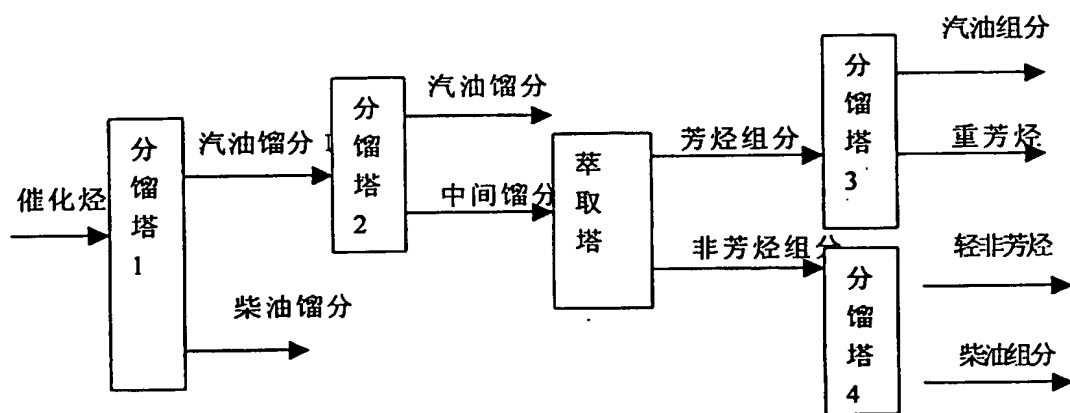 催化烃
分馏塔1
汽油馏分
柴油馏分
分馏塔2
汽油馏分
中间馏分
萃取塔
芳烃组分
非芳烃组分
分馏塔3
汽油组分
重芳烃
分馏塔4
轻非芳烃
柴油组分